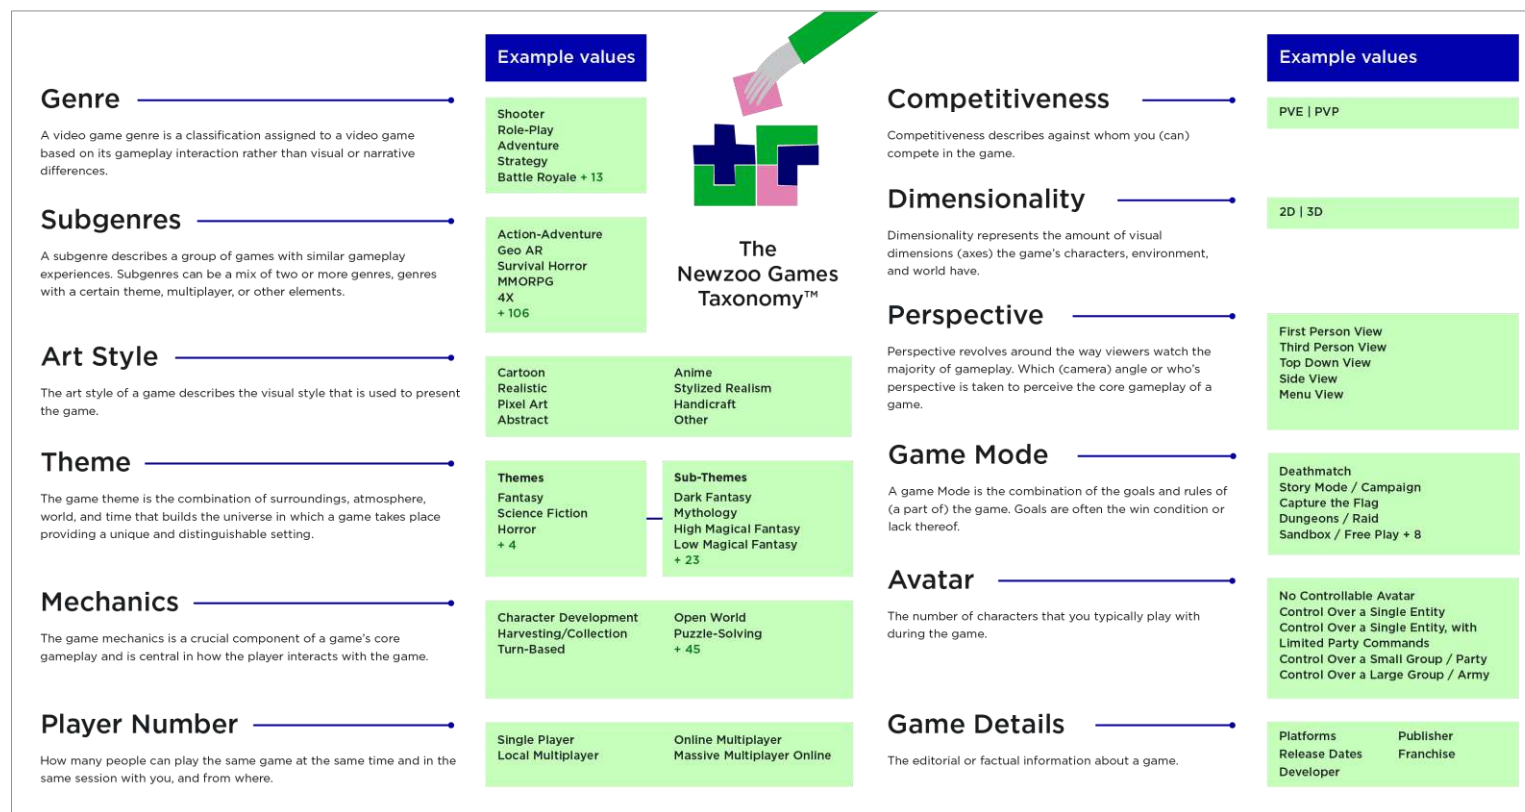 Example values
Genre
A video game genre is a classification assigned to a video game
based on its gameplay interaction rather than visual or narrative
differences.
Shooter
Role-Play
Adventure
Strategy
Battle Royale + 13
Subgenres
A subgenre describes a group of games with similar gameplay
experiences. Subgenres can be a mix of two or more genres, genres
with a certain theme, multiplayer, or other elements.
Action-Adventure
Geo AR
Survival Horror
MMORPG
4X
+ 106
The
Newzoo Games
Taxonomy™
Art Style
The art style of a game describes the visual style that is used to present
the game.
Cartoon
Realistic
Pixel Art
Abstract
Anime
Stylized Realism
Handicraft
Other
Theme
The game theme is the combination of surroundings, atmosphere,
world, and time that builds the universe in which a game takes place
providing a unique and distinguishable setting.
Themes
Fantasy
Science Fiction
Horror
+ 4
Sub-Themes
Dark Fantasy
Mythology
High Magical Fantasy
Low Magical Fantasy
+ 23
Mechanics
The game mechanics is a crucial component of a game's core
gameplay and is central in how the player interacts with the game.
Character Development
Harvesting/Collection
Turn-Based
Open World
Puzzle-Solving
+ 45
Player Number
How many people can play the same game at the same time and in the
same session with you, and from where.
Single Player
Local Multiplayer
Online Multiplayer
Massive Multiplayer Online
Example values
Competitiveness
Competitiveness describes against whom you (can)
compete in the game.
PVE | PVP
Dimensionality
Dimensionality represents the amount of visual
dimensions (axes) the game's characters, environment,
and world have.
2D | 3D
Perspective
Perspective revolves around the way viewers watch the
majority of gameplay. Which (camera) angle or who's
perspective is taken to perceive the core gameplay of a
game.
First Person View
Third Person View
Top Down View
Side View
Menu View
Game Mode
A game Mode is the combination of the goals and rules of
(a part of) the game. Goals are often the win condition or
lack thereof.
Deathmatch
Story Mode / Campaign
Capture the Flag
Dungeons / Raid
Sandbox / Free Play + 8
Avatar
The number of characters that you typically play with
during the game.
No Controllable Avatar
Control Over a Single Entity
Control Over a Single Entity, with
Limited Party Commands
Control Over a Small Group / Party
Control Over a Large Group / Army
Game Details
The editorial or factual information about a game.
Platforms
Release Dates
Developer
Publisher
Franchise